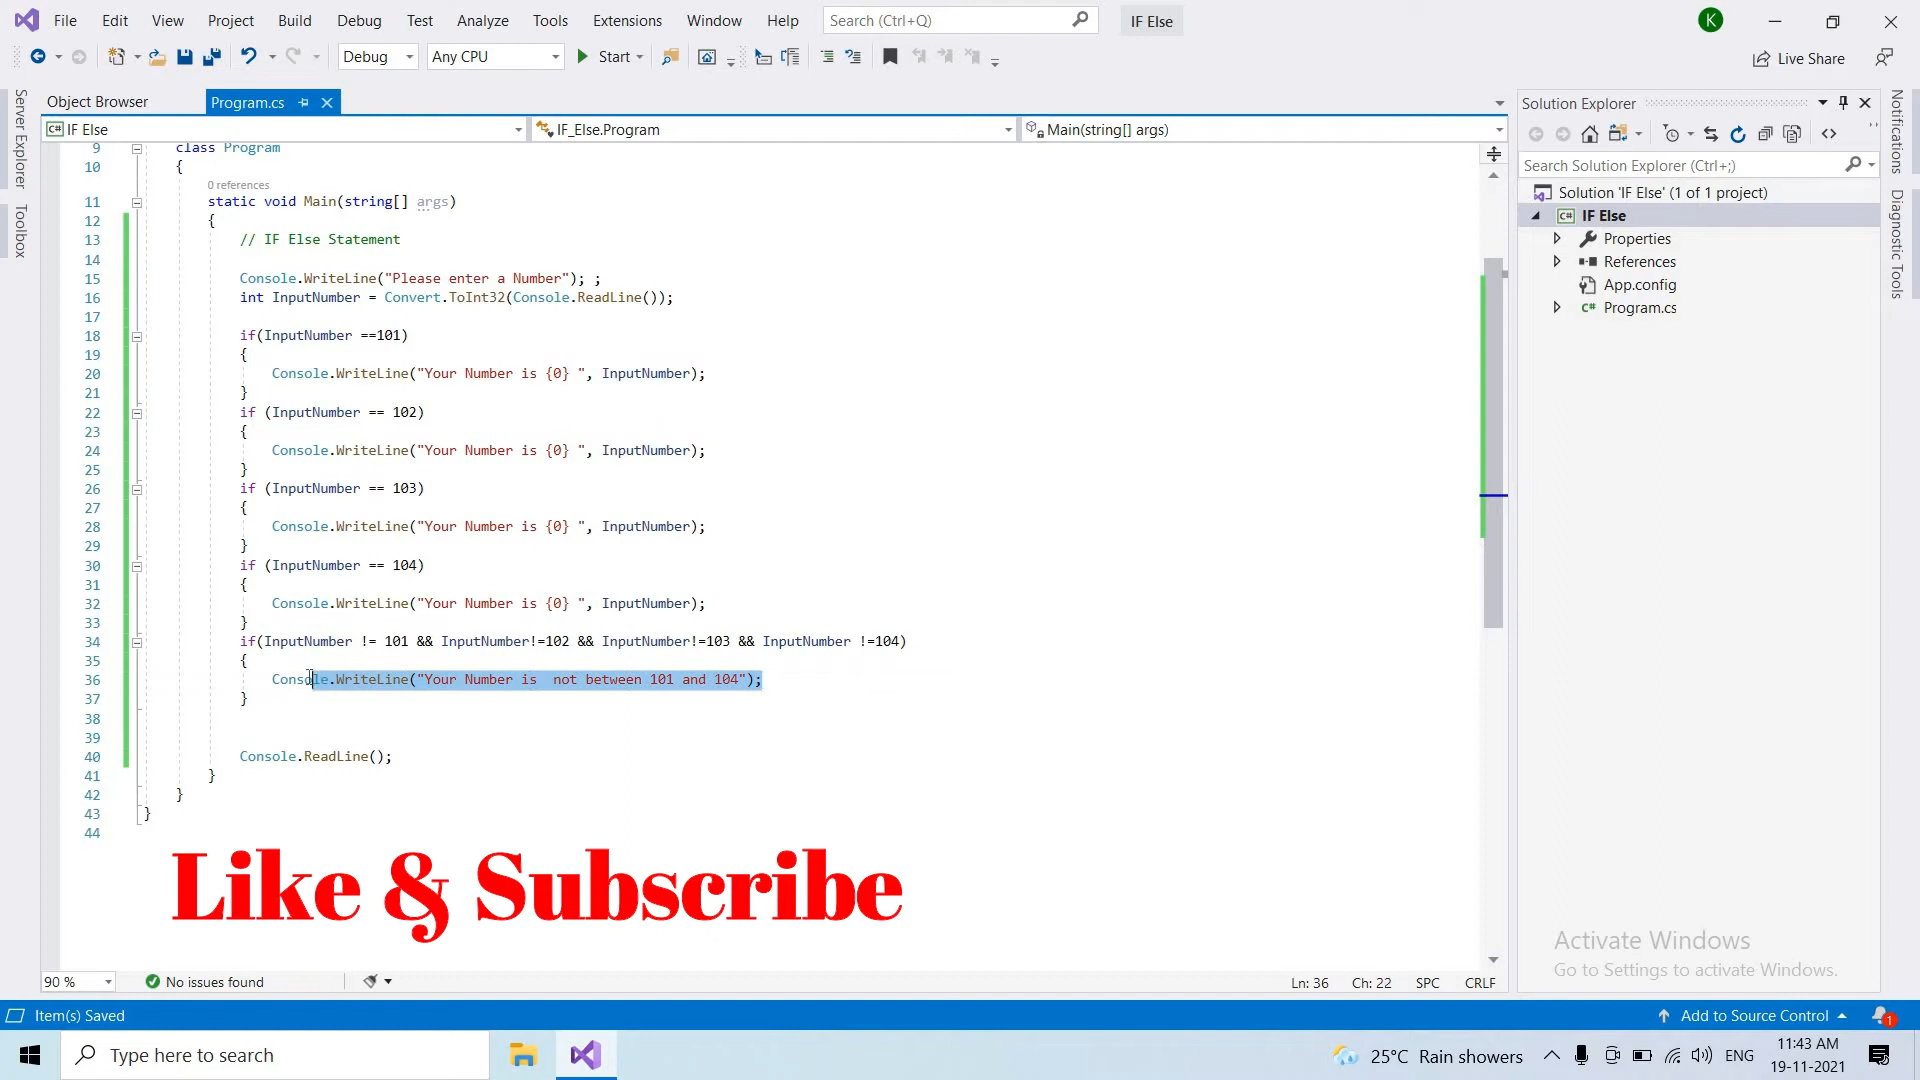 File Edit View Project Build Debug Test Analyze Tools Extensions Window Help Search (Ctrl+Q) IF Else K
Debug Any CPU Start Live Share
Server Explorer
Toolbox
Object Browser Program.cs
C# IF Else IF_Else.Program Main(string[] args)
9 class Program
10 {
0 references
11 static void Main(string[] args)
12 {
13 // IF Else Statement
14
15 Console.WriteLine("Please enter a Number"); ;
16 int InputNumber = Convert.ToInt32(Console.ReadLine());
17
18 if(InputNumber ==101)
19 {
20 Console.WriteLine("Your Number is {0} ", InputNumber);
21 }
22 if (InputNumber == 102)
23 {
24 Console.WriteLine("Your Number is {0} ", InputNumber);
25 }
26 if (InputNumber == 103)
27 {
28 Console.WriteLine("Your Number is {0} ", InputNumber);
29 }
30 if (InputNumber == 104)
31 {
32 Console.WriteLine("Your Number is {0} ", InputNumber);
33 }
34 if(InputNumber != 101 && InputNumber!=102 && InputNumber!=103 && InputNumber !=104)
35 {
36 Console.WriteLine("Your Number is  not between 101 and 104");
37 }
38
39
40 Console.ReadLine();
41 }
42 }
43 }
44
Like & Subscribe
90 % No issues found Ln: 36 Ch: 22 SPC CRLF
Solution Explorer
Search Solution Explorer (Ctrl+;)
Solution 'IF Else' (1 of 1 project)
C# IF Else
Properties
References
App.config
C# Program.cs
Notifications
Diagnostic Tools
Activate Windows
Go to Settings to activate Windows.
Item(s) Saved Add to Source Control 1
Type here to search 25°C Rain showers ENG 11:43 AM
19-11-2021